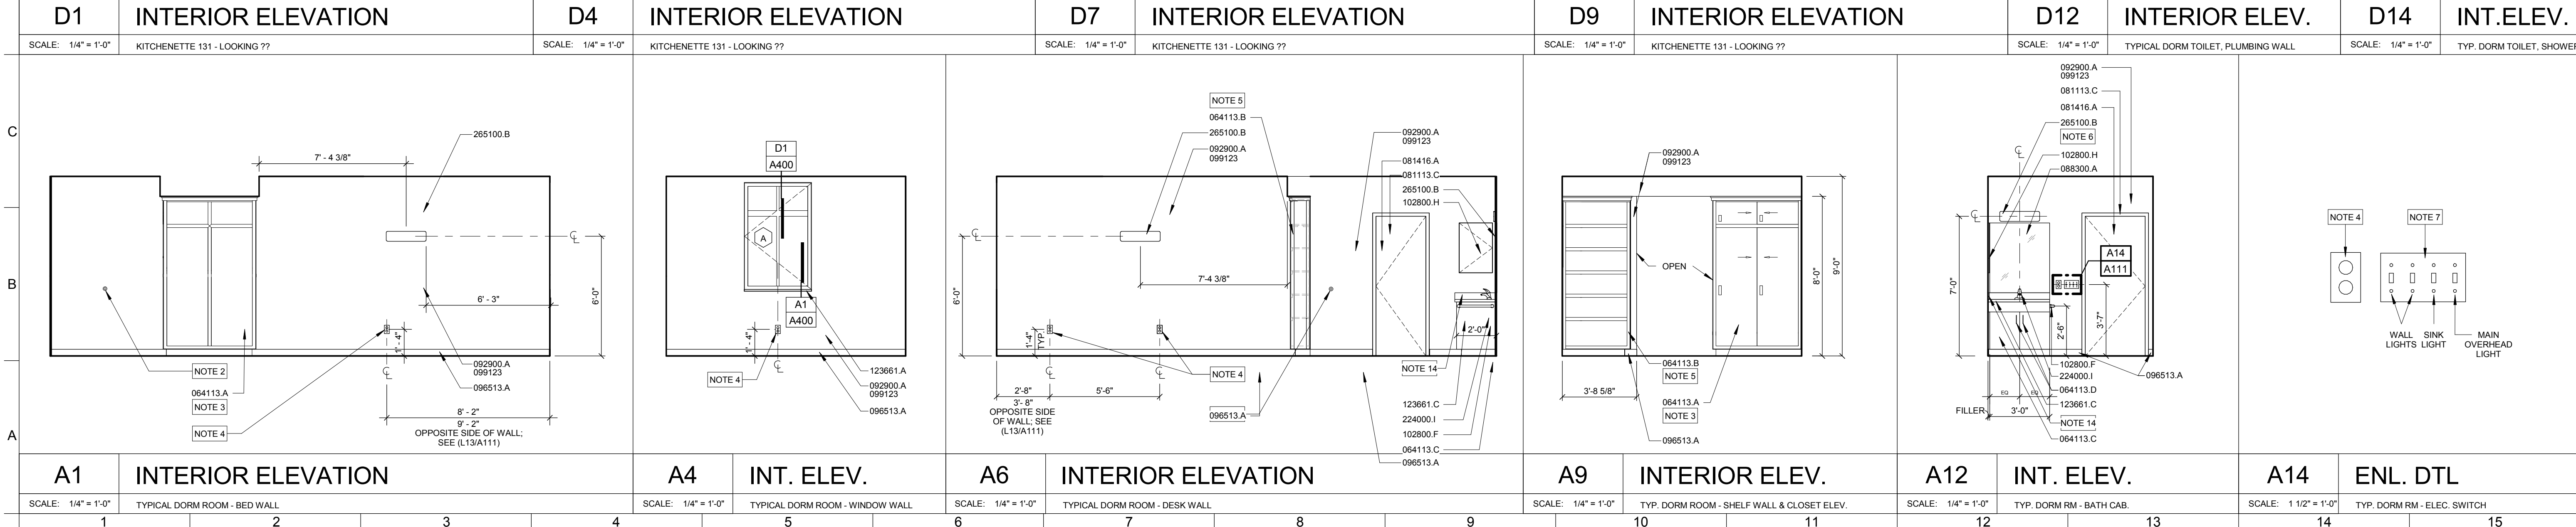 D1
INTERIOR ELEVATION
SCALE: 1/4" = 1'-0"
KITCHENETTE 131 - LOOKING ??
D4
INTERIOR ELEVATION
SCALE: 1/4" = 1'-0"
KITCHENETTE 131 - LOOKING ??
D7
INTERIOR ELEVATION
SCALE: 1/4" = 1'-0"
KITCHENETTE 131 - LOOKING ??
D9
INTERIOR ELEVATION
SCALE: 1/4" = 1'-0"
KITCHENETTE 131 - LOOKING ??
D12
INTERIOR ELEV.
SCALE: 1/4" = 1'-0"
TYPICAL DORM TOILET, PLUMBING WALL
D14
INT.ELEV.
SCALE: 1/4" = 1'-0"
TYP. DORM TOILET, SHOWER
C
B
A
265100.B
7' - 4 3/8"
6' - 3"
6'-0"
1' - 4"
NOTE 2
064113.A
NOTE 3
NOTE 4
092900.A
099123
096513.A
8' - 2"
9' - 2"
OPPOSITE SIDE OF WALL;
SEE (L13/A111)
A1
INTERIOR ELEVATION
SCALE: 1/4" = 1'-0"
TYPICAL DORM ROOM - BED WALL
D1
A400
A
A1
A400
1' - 4"
NOTE 4
123661.A
092900.A
099123
096513.A
A4
INT. ELEV.
SCALE: 1/4" = 1'-0"
TYPICAL DORM ROOM - WINDOW WALL
NOTE 5
064113.B
265100.B
092900.A
099123
092900.A
099123
081416.A
081113.C
265100.B
102800.H
7'-4 3/8"
6'-0"
1'-4"
TYP.
2'-0"
2'-8"
3'- 8"
OPPOSITE SIDE
OF WALL; SEE
(L13/A111)
5'-6"
NOTE 4
096513.A
NOTE 14
123661.C
224000.I
102800.F
064113.C
096513.A
A6
INTERIOR ELEVATION
SCALE: 1/4" = 1'-0"
TYPICAL DORM ROOM - DESK WALL
092900.A
099123
OPEN
8'-0"
9'-0"
064113.B
NOTE 5
3'-8 5/8"
064113.A
NOTE 3
096513.A
A9
INTERIOR ELEV.
SCALE: 1/4" = 1'-0"
TYP. DORM ROOM - SHELF WALL & CLOSET ELEV.
092900.A
099123
081113.C
081416.A
265100.B
NOTE 6
102800.H
088300.A
A14
A111
7'-0"
2'-6"
3'-7"
102800.F
224000.I
096513.A
064113.D
EQ
EQ
123661.C
FILLER
3'-0"
NOTE 14
064113.C
A12
INT. ELEV.
SCALE: 1/4" = 1'-0"
TYP. DORM RM - BATH CAB.
NOTE 4
NOTE 7
WALL
LIGHTS
SINK
LIGHT
MAIN
OVERHEAD
LIGHT
A14
ENL. DTL
SCALE: 1 1/2" = 1'-0"
TYP. DORM RM - ELEC. SWITCH
1
2
3
4
5
6
7
8
9
10
11
12
13
14
15